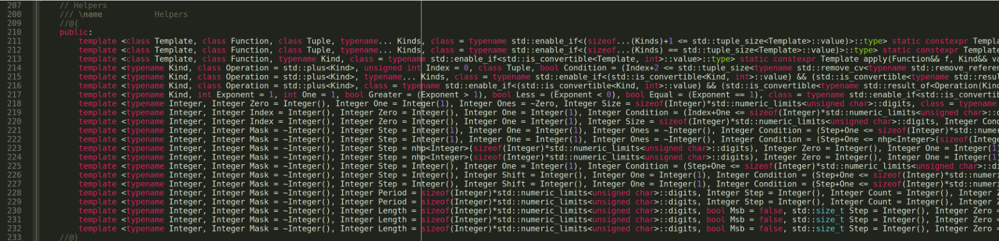 207 // Helpers
208 /// \name Helpers
209 //@{
210 public:
211 template <class Template, class Function, class Tuple, typename... Kinds, class = typename std::enable_if<(sizeof...(Kinds)+1 <= std::tuple_size<Template>::value)>::type> static constexpr Templa
212 template <class Template, class Function, class Tuple, typename... Kinds, class = typename std::enable_if<(sizeof...(Kinds) == std::tuple_size<Template>::value)>::type> static constexpr Template
213 template <class Template, class Function, typename Kind, class = typename std::enable_if<std::is_convertible<Template, int>::value>::type> static constexpr Template apply(Function&& f, Kind&& va
214 template <typename Kind, class Operation = std::plus<Kind>, unsigned int Index = 0, class Tuple, bool Condition = (Index+2 <= std::tuple_size<typename std::remove_cv<typename std::remove_referen
215 template <typename Kind, class Operation = std::plus<Kind>, typename... Kinds, class = typename std::enable_if<(std::is_convertible<Kind, int>::value) && (std::is_convertible<typename std::resul
216 template <typename Kind, class Operation = std::plus<Kind>, class = typename std::enable_if<(std::is_convertible<Kind, int>::value) && (std::is_convertible<typename std::result_of<Operation(Kind
217 template <typename Kind, int Exponent = 1, int One = 1, bool Greater = (Exponent > 1), bool Less = (Exponent < 0), bool Equal = (Exponent == 1), class = typename std::enable_if<std::is_convertib
218 template <typename Integer, Integer Zero = Integer(), Integer One = Integer(1), Integer Ones = ~Zero, Integer Size = sizeof(Integer)*std::numeric_limits<unsigned char>::digits, class = typename
219 template <typename Integer, Integer Index = Integer(), Integer Zero = Integer(), Integer One = Integer(1), Integer Condition = (Index+One <= sizeof(Integer)*std::numeric_limits<unsigned char>::d
220 template <typename Integer, Integer Index = Integer(), Integer Zero = Integer(), Integer One = Integer(1), Integer Size = sizeof(Integer)*std::numeric_limits<unsigned char>::digits, Integer Cond
221 template <typename Integer, Integer Mask = ~Integer(), Integer Step = Integer(1), Integer One = Integer(1), Integer Ones = ~Integer(), Integer Condition = (Step+One <= sizeof(Integer)*std::numer
222 template <typename Integer, Integer Mask = ~Integer(), Integer Step = Integer(1), Integer One = Integer(1), Integer Ones = ~Integer(), Integer Condition = (Step+One <= nhp<Integer>(sizeof(Intege
223 template <typename Integer, Integer Mask = ~Integer(), Integer Step = nhp<Integer>(sizeof(Integer)*std::numeric_limits<unsigned char>::digits), Integer Zero = Integer(), Integer One = Integer(1)
224 template <typename Integer, Integer Mask = ~Integer(), Integer Step = nhp<Integer>(sizeof(Integer)*std::numeric_limits<unsigned char>::digits), Integer Zero = Integer(), Integer One = Integer(1)
225 template <typename Integer, Integer Mask = ~Integer(), Integer Step = Integer(), Integer One = Integer(1), Integer Condition = (Step+One <= sizeof(Integer)*std::numeric_limits<unsigned char>::di
226 template <typename Integer, Integer Mask = ~Integer(), Integer Step = Integer(), Integer Shift = Integer(), Integer One = Integer(1), Integer Condition = (Step+One <= sizeof(Integer)*std::numeri
227 template <typename Integer, Integer Mask = ~Integer(), Integer Step = Integer(), Integer Shift = Integer(), Integer One = Integer(1), Integer Condition = (Step+One <= sizeof(Integer)*std::numeri
228 template <typename Integer, Integer Mask = ~Integer(), Integer Period = sizeof(Integer)*std::numeric_limits<unsigned char>::digits, Integer Step = Integer(), Integer Count = Integer(), Integer Z
229 template <typename Integer, Integer Mask = ~Integer(), Integer Period = sizeof(Integer)*std::numeric_limits<unsigned char>::digits, Integer Step = Integer(), Integer Count = Integer(), Integer Z
230 template <typename Integer, Integer Mask = ~Integer(), Integer Length = sizeof(Integer)*std::numeric_limits<unsigned char>::digits, bool Msb = false, std::size_t Step = Integer(), Integer Zero =
231 template <typename Integer, Integer Mask = ~Integer(), Integer Length = sizeof(Integer)*std::numeric_limits<unsigned char>::digits, bool Msb = false, std::size_t Step = Integer(), Integer Zero =
232 template <typename Integer, Integer Mask = ~Integer(), Integer Length = sizeof(Integer)*std::numeric_limits<unsigned char>::digits, bool Msb = false, std::size_t Step = Integer(), Integer Zero =
233 //@}